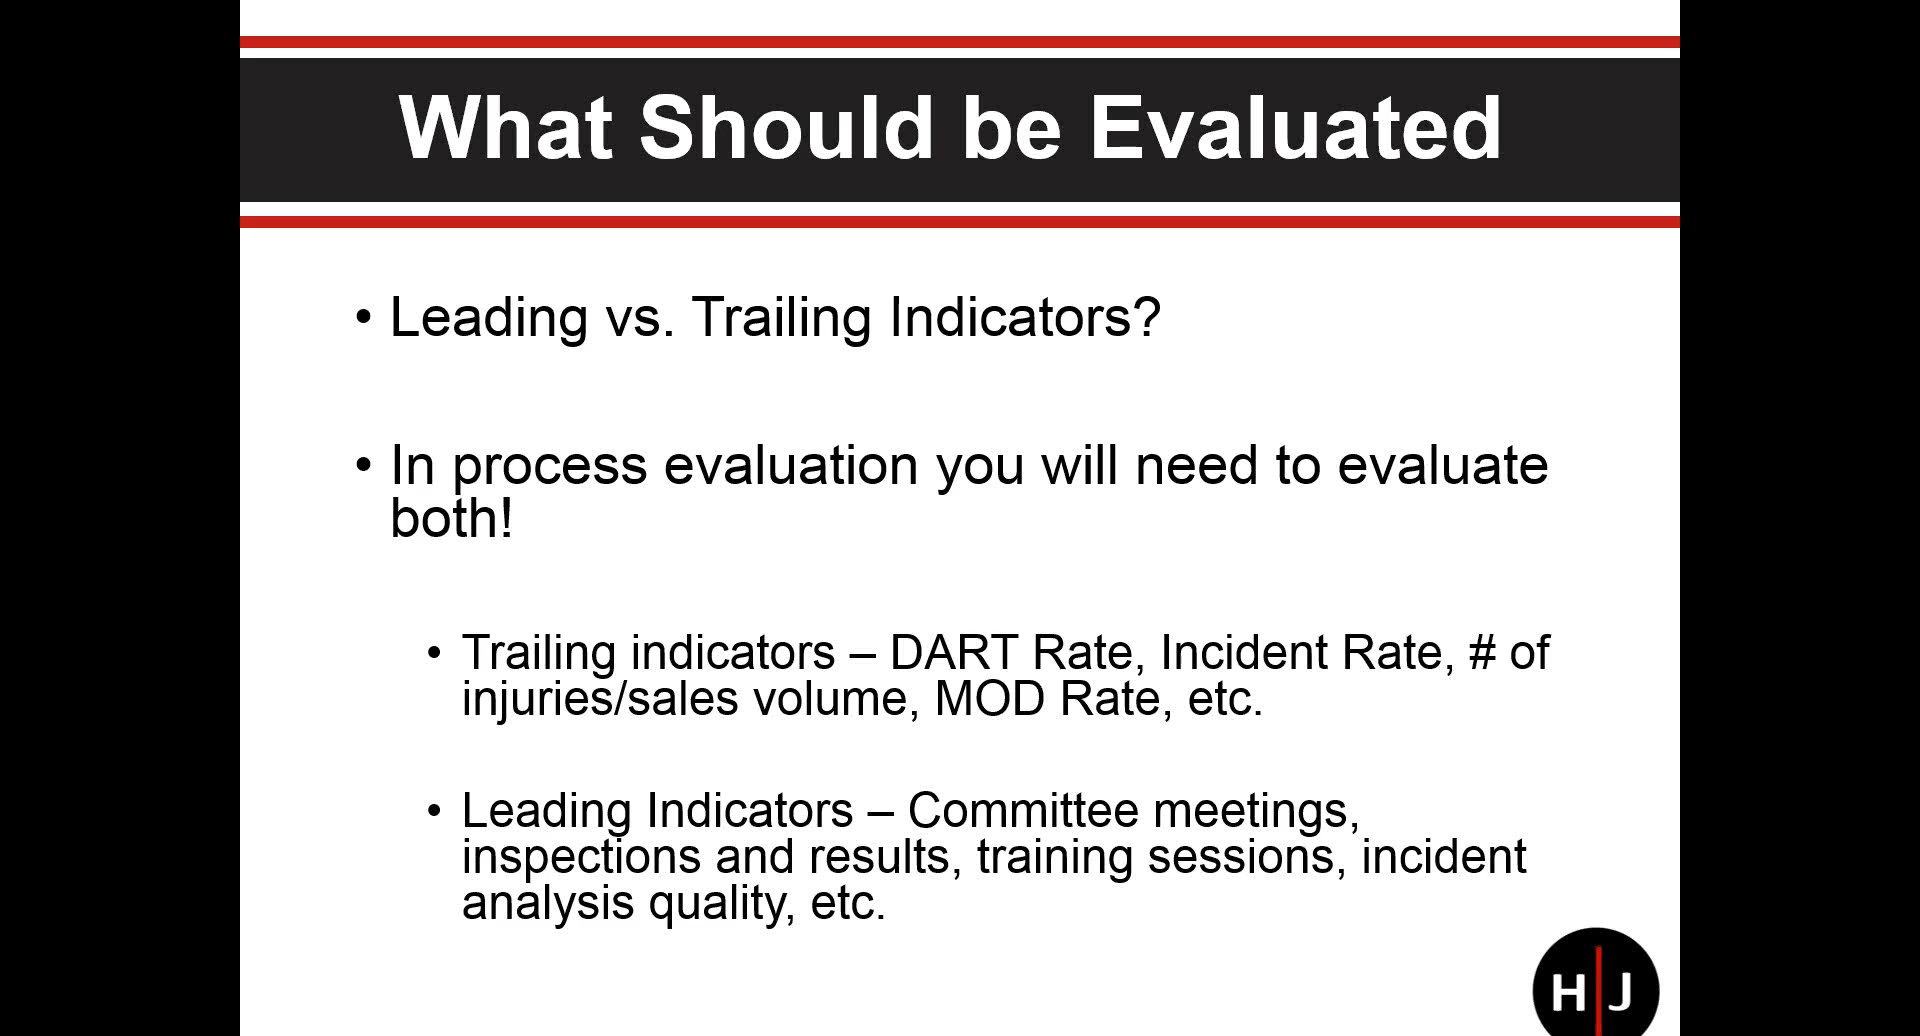 What Should be Evaluated
• Leading vs. Trailing Indicators?
• In process evaluation you will need to evaluate
both!
• Trailing indicators – DART Rate, Incident Rate, # of
injuries/sales volume, MOD Rate, etc.
• Leading Indicators – Committee meetings,
inspections and results, training sessions, incident
analysis quality, etc.
H J